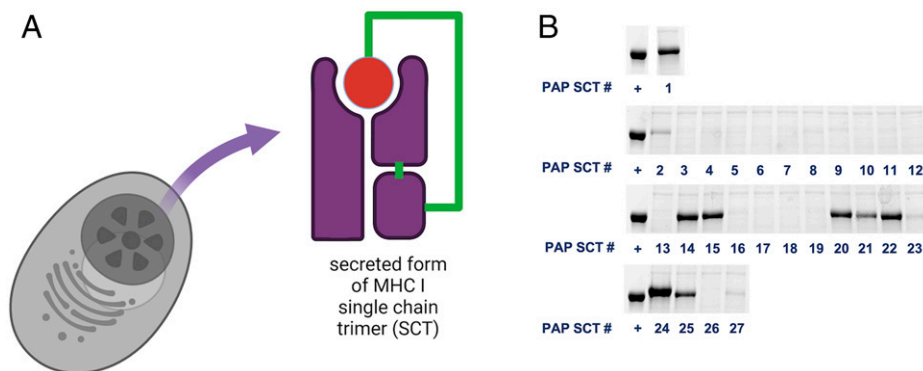 A
secreted form
of MHC I
single chain
trimer (SCT)
B
PAP SCT # + 1
PAP SCT # + 2 3 4 5 6 7 8 9 10 11 12
PAP SCT # + 13 14 15 16 17 18 19 20 21 22 23
PAP SCT # + 24 25 26 27